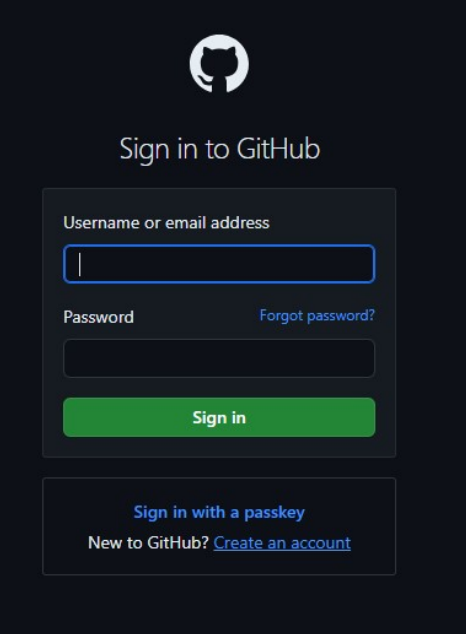 Sign in to GitHub
Username or email address
Password Forgot password?
Sign in
Sign in with a passkey
New to GitHub? Create an account